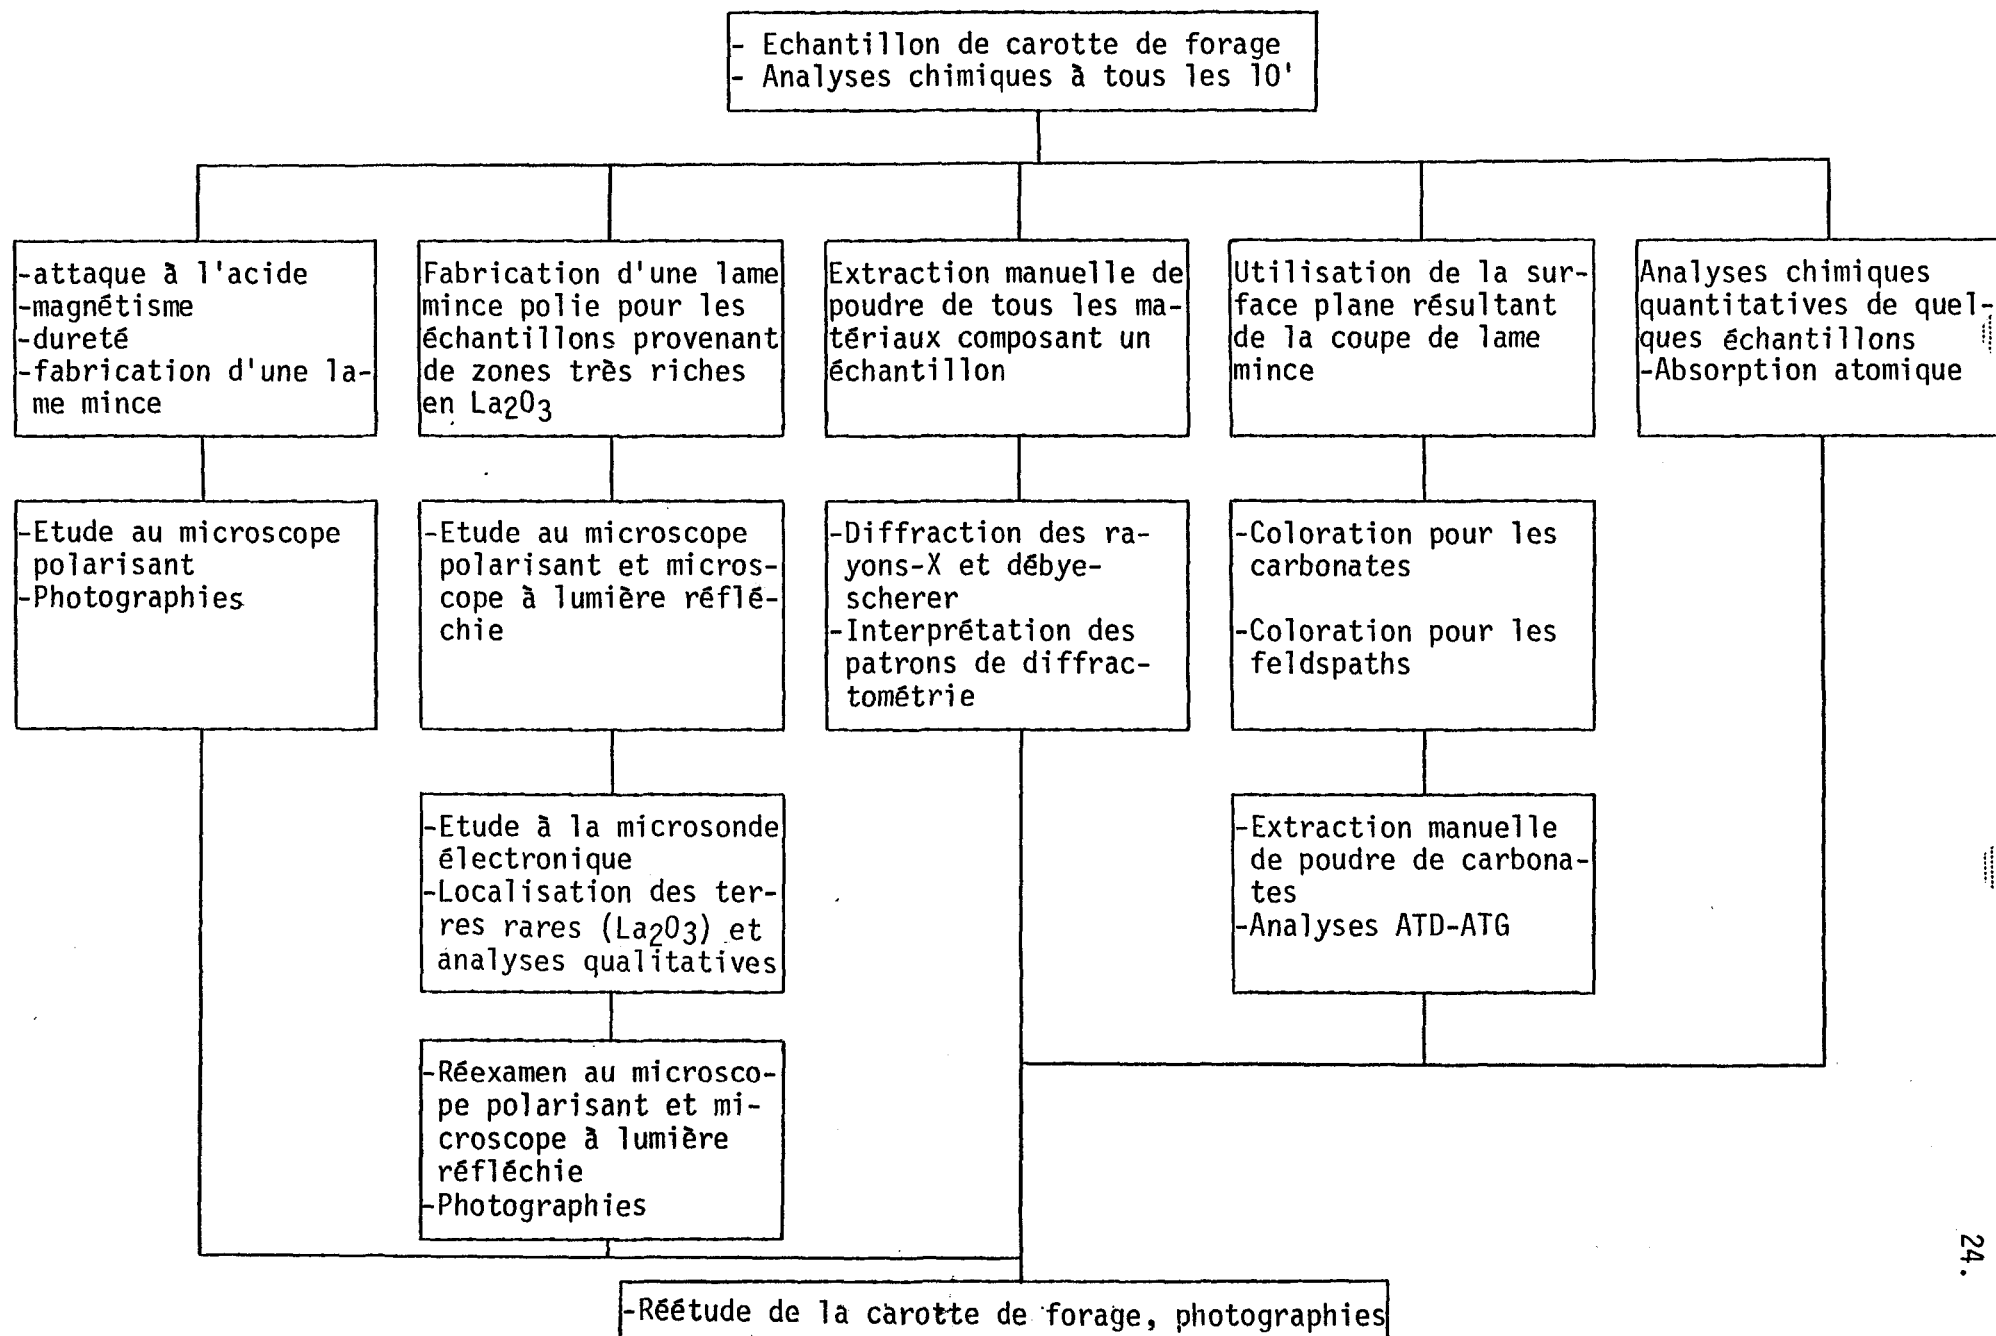 - Echantillon de carotte de forage
- Analyses chimiques à tous les 10'
-attaque à l'acide
-magnétisme
-dureté
-fabrication d'une la-
me mince
Fabrication d'une lame
mince polie pour les
échantillons provenant
de zones très riches
en La2O3
Extraction manuelle de
poudre de tous les ma-
tériaux composant un
échantillon
Utilisation de la sur-
face plane résultant
de la coupe de lame
mince
Analyses chimiques
quantitatives de quel-
ques échantillons
-Absorption atomique
-Etude au microscope
polarisant
-Photographies
-Etude au microscope
polarisant et micros-
cope à lumière réflé-
chie
-Diffraction des ra-
yons-X et débye-
scherer
-Interprétation des
patrons de diffrac-
tométrie
-Coloration pour les
carbonates
-Coloration pour les
feldspaths
-Etude à la microsonde
électronique
-Localisation des ter-
res rares (La2O3) et
analyses qualitatives
-Extraction manuelle
de poudre de carbona-
tes
-Analyses ATD-ATG
-Réexamen au microsco-
pe polarisant et mi-
croscope à lumière
réfléchie
-Photographies
-Réétude de la carotte de forage, photographies
24.